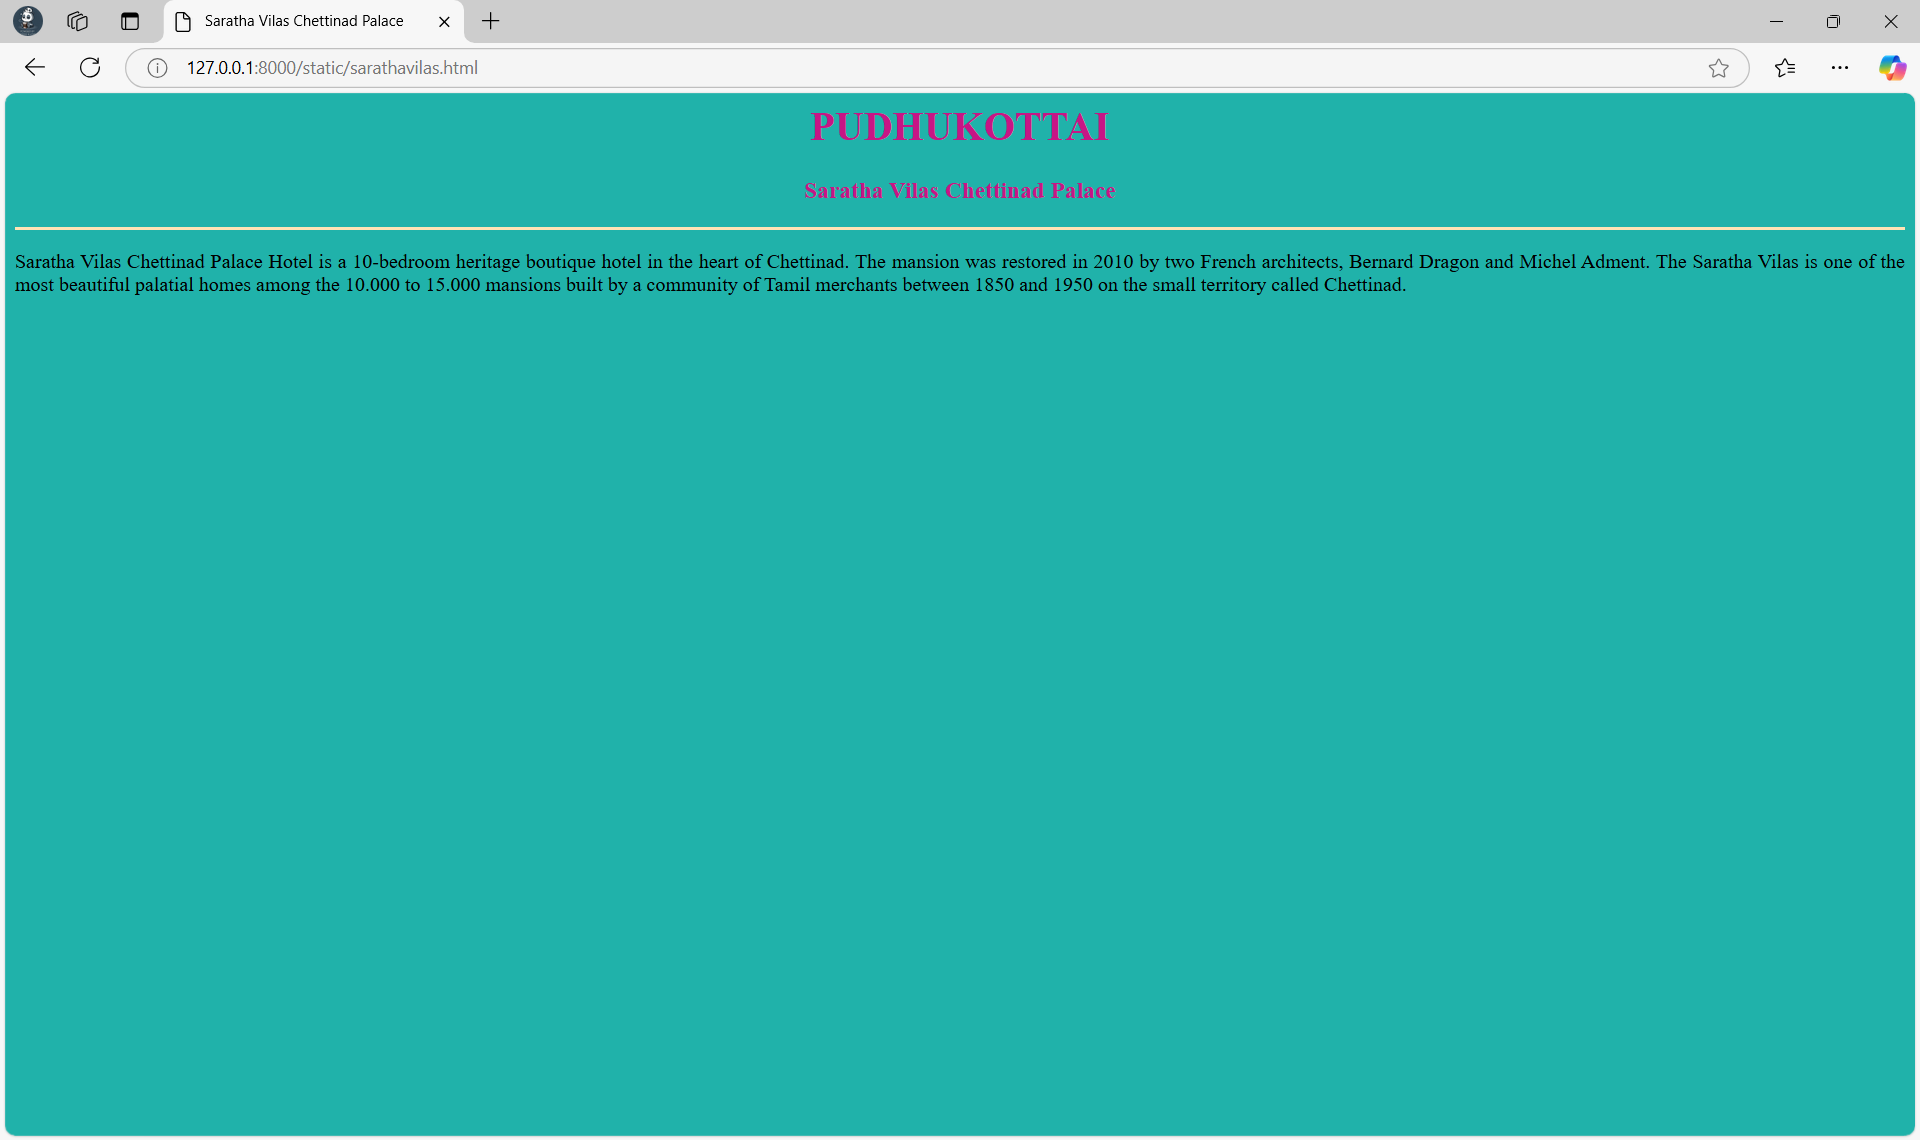 Saratha Vilas Chettinad Palace
127.0.0.1:8000/static/sarathavilas.html
PUDHUKOTTAI
Saratha Vilas Chettinad Palace
Saratha Vilas Chettinad Palace Hotel is a 10-bedroom heritage boutique hotel in the heart of Chettinad. The mansion was restored in 2010 by two French architects, Bernard Dragon and Michel Adment. The Saratha Vilas is one of the
most beautiful palatial homes among the 10.000 to 15.000 mansions built by a community of Tamil merchants between 1850 and 1950 on the small territory called Chettinad.